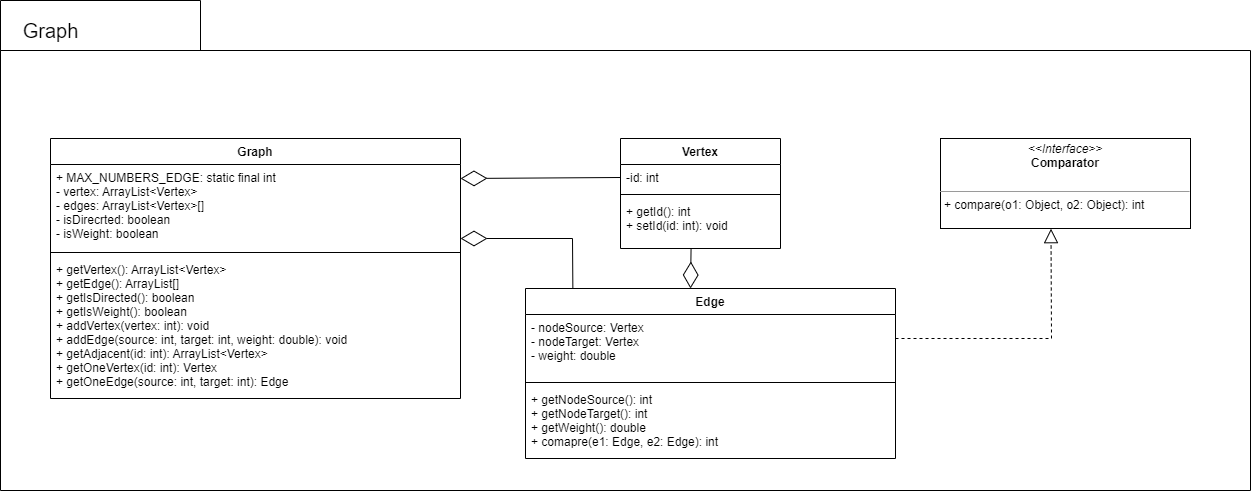 Graph
Graph
+ MAX_NUMBERS_EDGE: static final int
- vertex: ArrayList<Vertex>
- edges: ArrayList<Vertex>[]
- isDirecrted: boolean
- isWeight: boolean
+ getVertex(): ArrayList<Vertex>
+ getEdge(): ArrayList[]
+ getIsDirected(): boolean
+ getIsWeight(): boolean
+ addVertex(vertex: int): void
+ addEdge(source: int, target: int, weight: double): void
+ getAdjacent(id: int): ArrayList<Vertex>
+ getOneVertex(id: int): Vertex
+ getOneEdge(source: int, target: int): Edge
Vertex
-id: int
+ getId(): int
+ setId(id: int): void
Edge
- nodeSource: Vertex
- nodeTarget: Vertex
- weight: double
+ getNodeSource(): int
+ getNodeTarget(): int
+ getWeight(): double
+ comapre(e1: Edge, e2: Edge): int
<<Interface>>
Comparator
+ compare(o1: Object, o2: Object): int